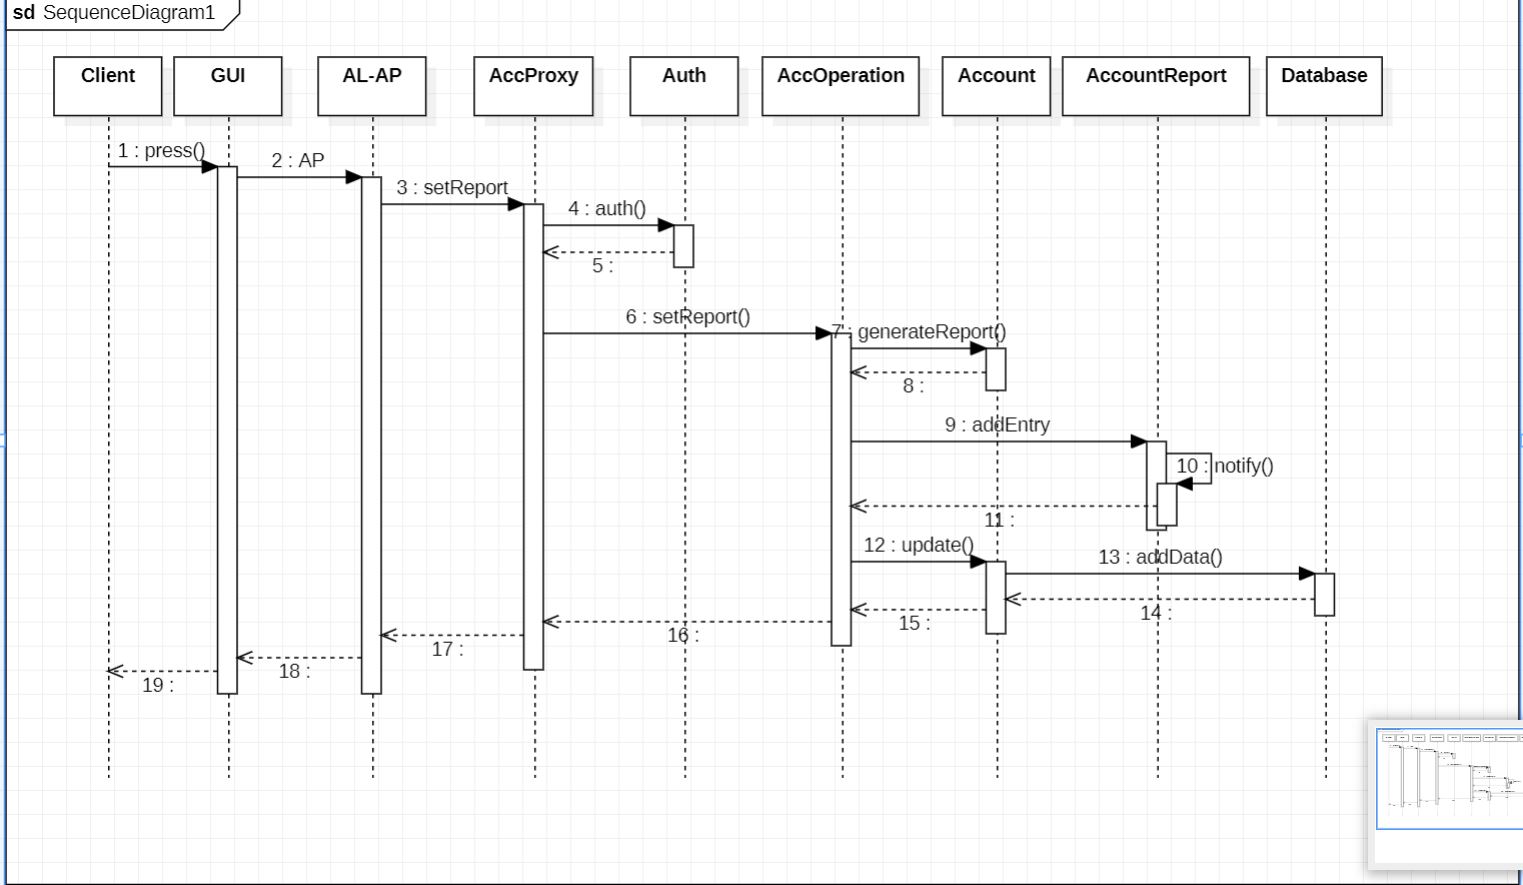 sd SequenceDiagram1
Client
GUI
AL-AP
AccProxy
Auth
AccOperation
Account
AccountReport
Database
1 : press()
2 : AP
3 : setReport
4 : auth()
5 :
6 : setReport()
7 : generateReport()
8 :
9 : addEntry
10 : notify()
11 :
12 : update()
13 : addData()
14 :
15 :
16 :
17 :
18 :
19 :